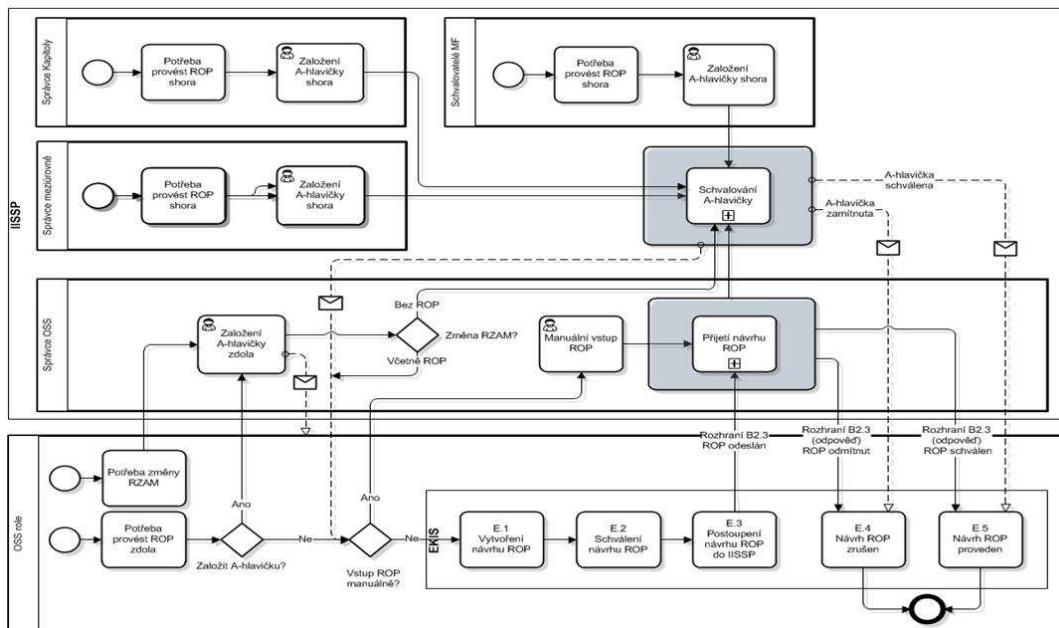 IISSP
Správce Kapitoly
Potřeba
provést ROP
shora
Založení
A-hlavičky
shora
Schvalovatelé MF
Potřeba
provést ROP
shora
Založení
A-hlavičky shora
Správce meziúrovně
Potřeba
provést ROP
shora
Založení
A-hlavičky
shora
Schvalování
A-hlavičky
A-hlavička
schválena
A-hlavička
zamítnuta
Správce OSS
Založení
A-hlavičky
zdola
Bez ROP
Změna RZAM?
Včetně ROP
Manuální vstup
ROP
Přijetí návrhu
ROP
Rozhraní B2.3
ROP odeslán
Rozhraní B2.3
(odpověď)
ROP odmítnut
Rozhraní B2.3
(odpověď)
ROP schválen
OSS role
Potřeba změny
RZAM
Potřeba
provést ROP
zdola
Ano
Založit A-hlavičku?
Ne
Ano
Vstup ROP
manuálně?
Ne
EKIS
E.1
Vytvoření
návrhu ROP
E.2
Schválení
návrhu ROP
E.3
Postoupení
návrhu ROP
do IISSP
E.4
Návrh ROP
zrušen
E.5
Návrh ROP
proveden